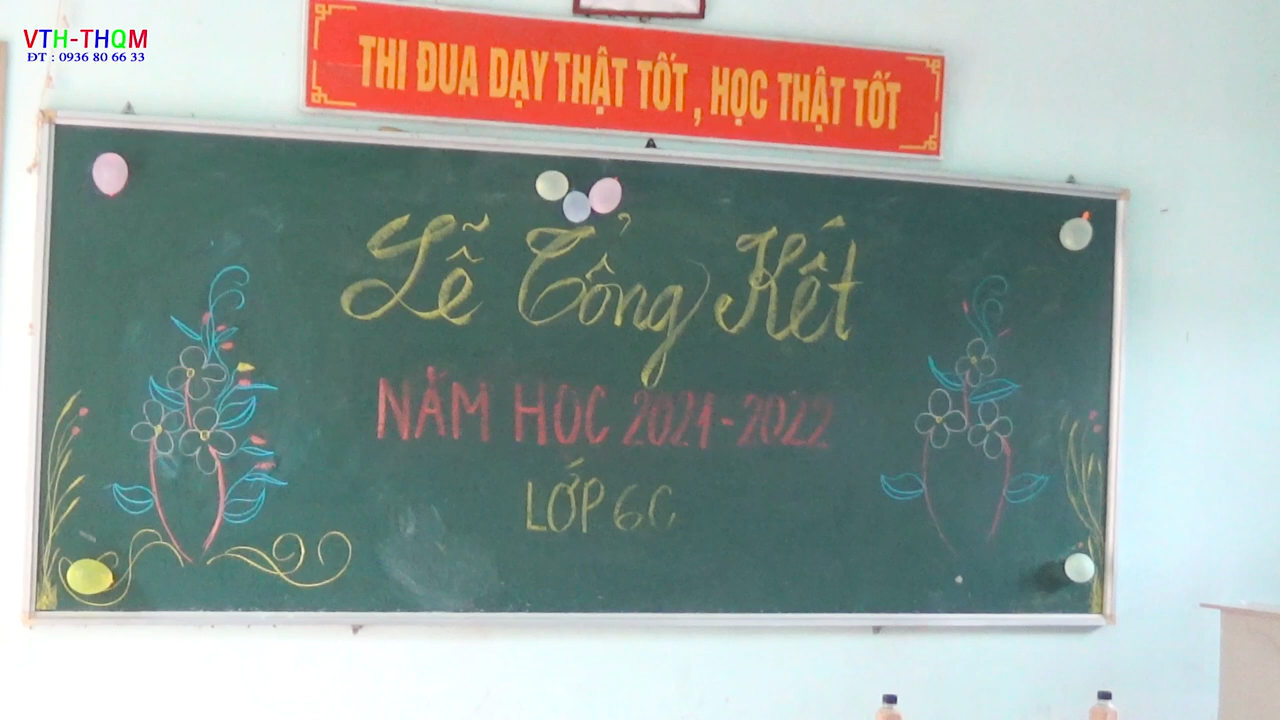 VTH-THQM
ĐT : 0936 80 66 33
THI ĐUA DẠY THẬT TỐT , HỌC THẬT TỐT
Lễ Tổng Kết
NĂM HỌC 2021-2022
LỚP 6C